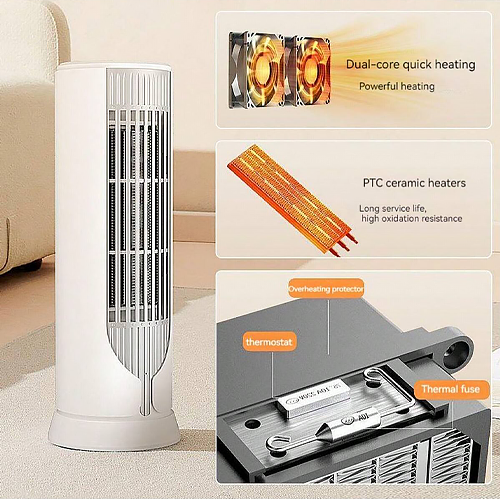 Dual-core quick heating
Powerful heating
PTC ceramic heaters
Long service life,
high oxidation resistance
Overheating protector
thermostat
Thermal fuse